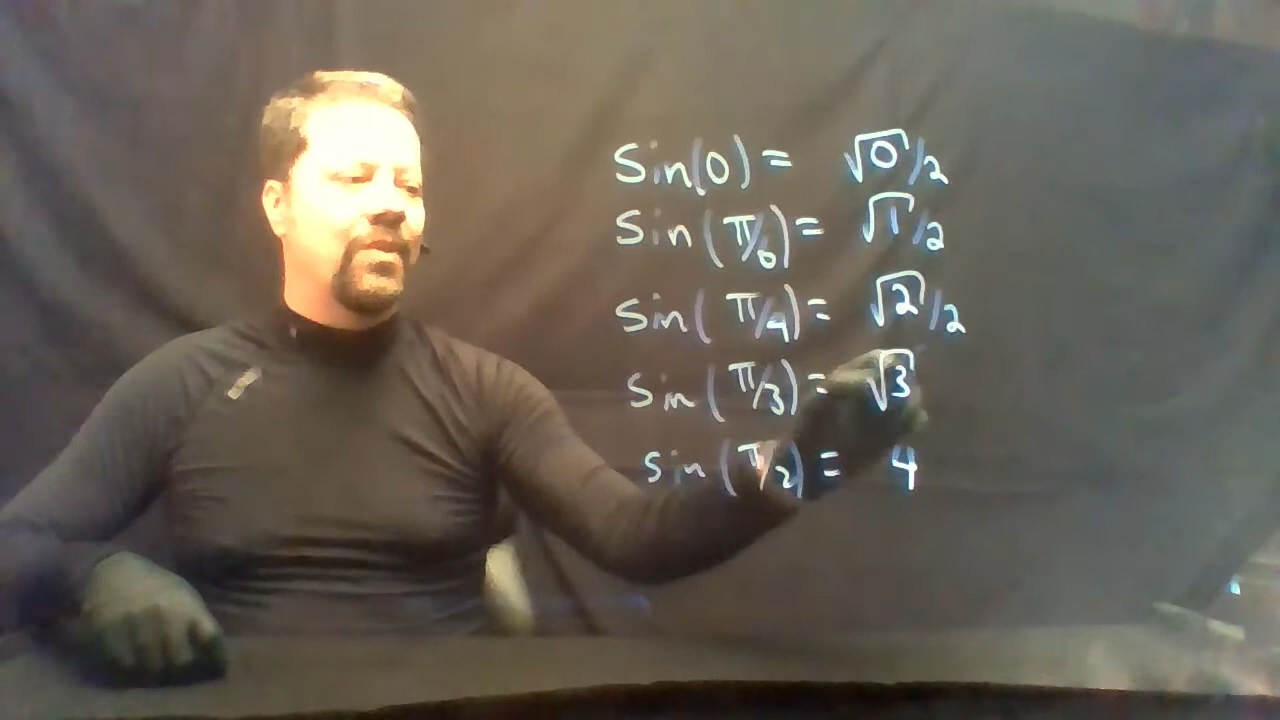 Sin(0) = √0/2
Sin(π/6) = √1/2
Sin(π/4) = √2/2
Sin(π/3) = √3
Sin(π/2) = 4